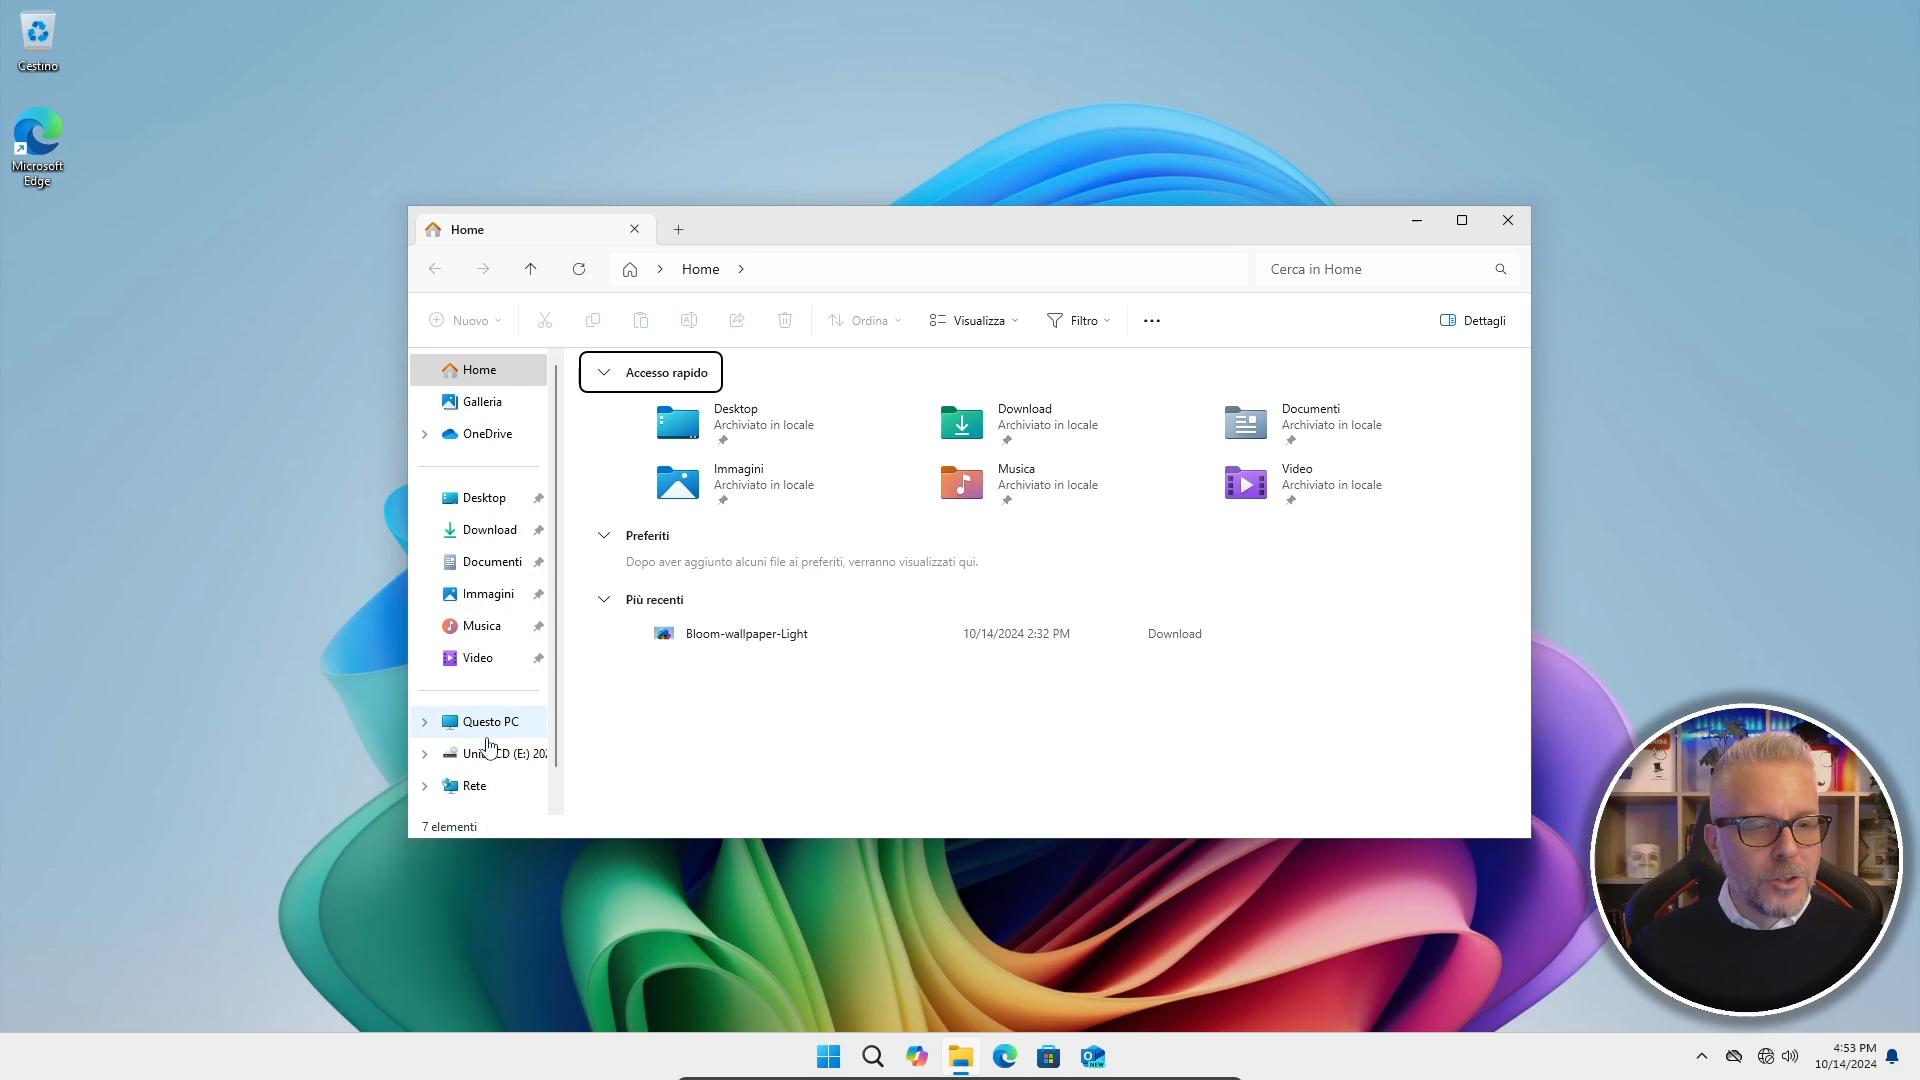 Cestino
Microsoft
Edge
Home
Home
Cerca in Home
Nuovo
Ordina
Visualizza
Filtro
Dettagli
Home
Galleria
OneDrive
Desktop
Download
Documenti
Immagini
Musica
Video
Questo PC
CD (E:)
Rete
7 elementi
Accesso rapido
Desktop
Archiviato in locale
Download
Archiviato in locale
Documenti
Archiviato in locale
Immagini
Archiviato in locale
Musica
Archiviato in locale
Video
Archiviato in locale
Preferiti
Dopo aver aggiunto alcuni file ai preferiti, verranno visualizzati qui.
Più recenti
Bloom-wallpaper-Light 10/14/2024 2:32 PM Download
NEW
4:53 PM
10/14/2024